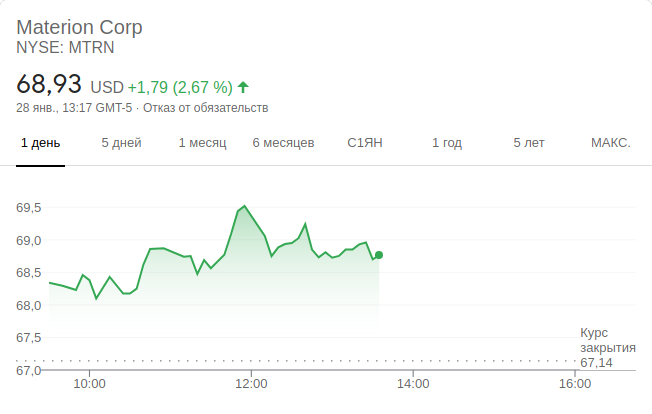 Materion Corp
NYSE: MTRN
68,93 USD +1,79 (2,67 %)
28 янв., 13:17 GMT-5 · Отказ от обязательств
1 день 5 дней 1 месяц 6 месяцев С1ЯН 1 год 5 лет МАКС.
69,5
69,0
68,5
68,0
67,5
67,0
Курс
закрытия
67,14
10:00 12:00 14:00 16:00